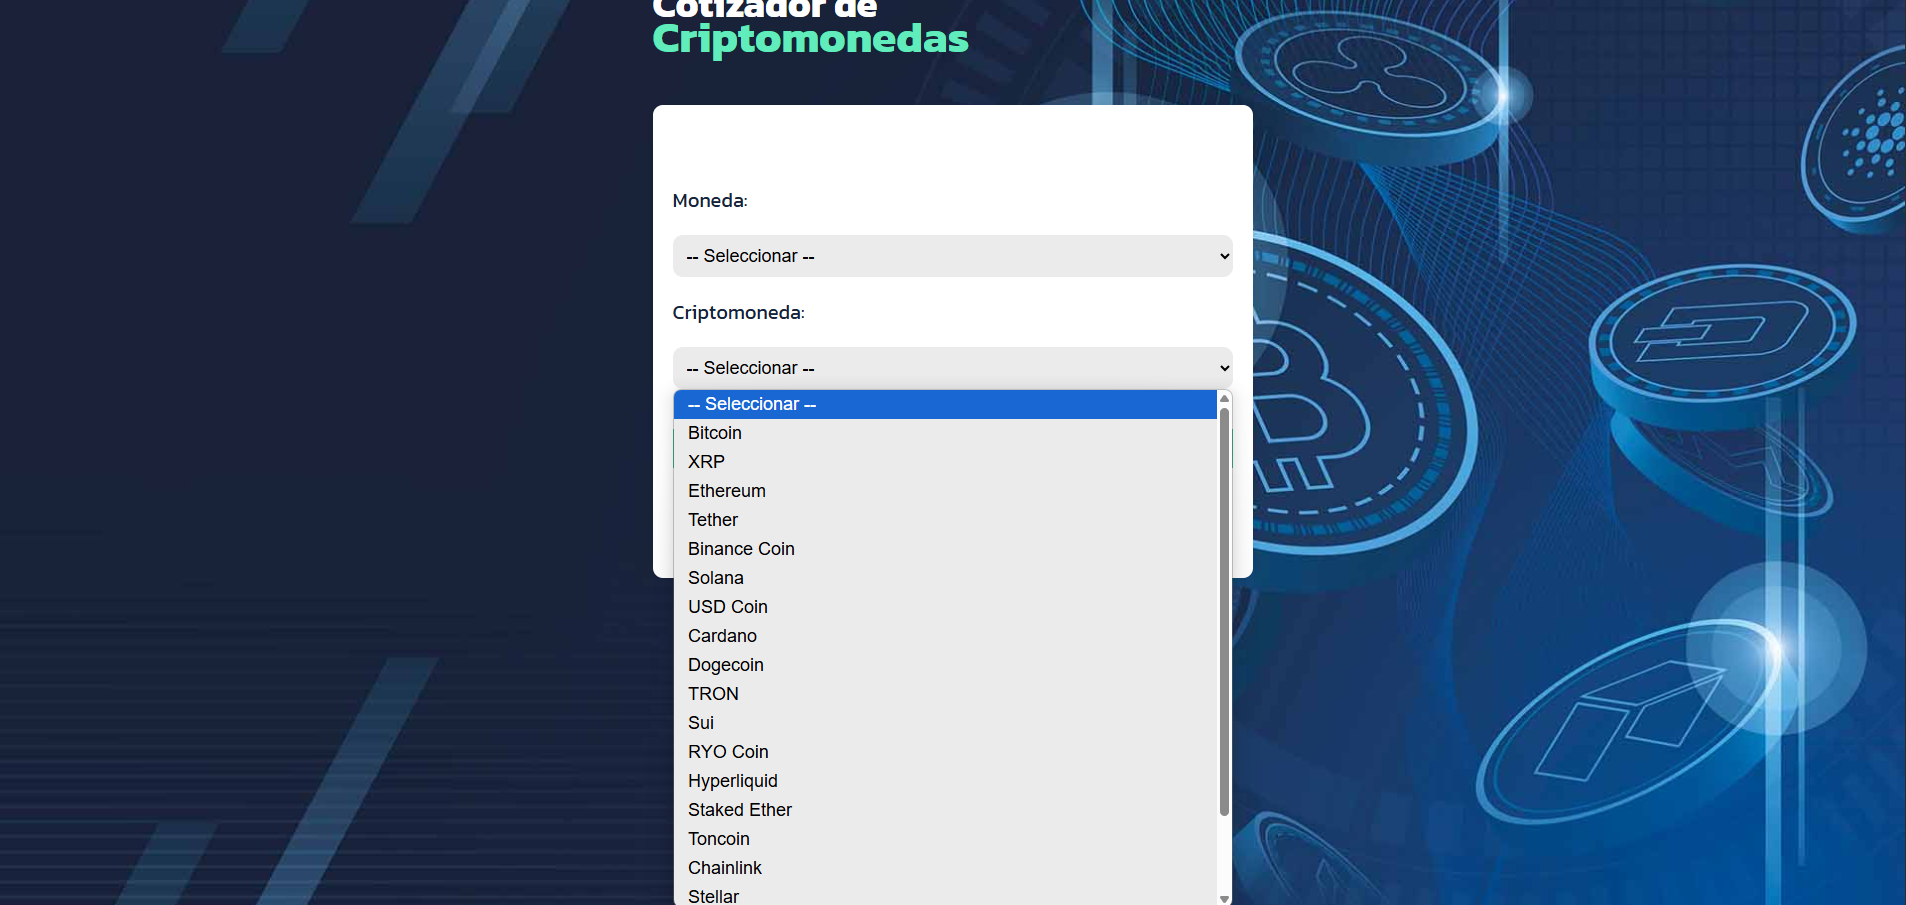 Cotizador de
Criptomonedas
Moneda:
-- Seleccionar --
Criptomoneda:
-- Seleccionar --
-- Seleccionar --
Bitcoin
XRP
Ethereum
Tether
Binance Coin
Solana
USD Coin
Cardano
Dogecoin
TRON
Sui
RYO Coin
Hyperliquid
Staked Ether
Toncoin
Chainlink
Stellar